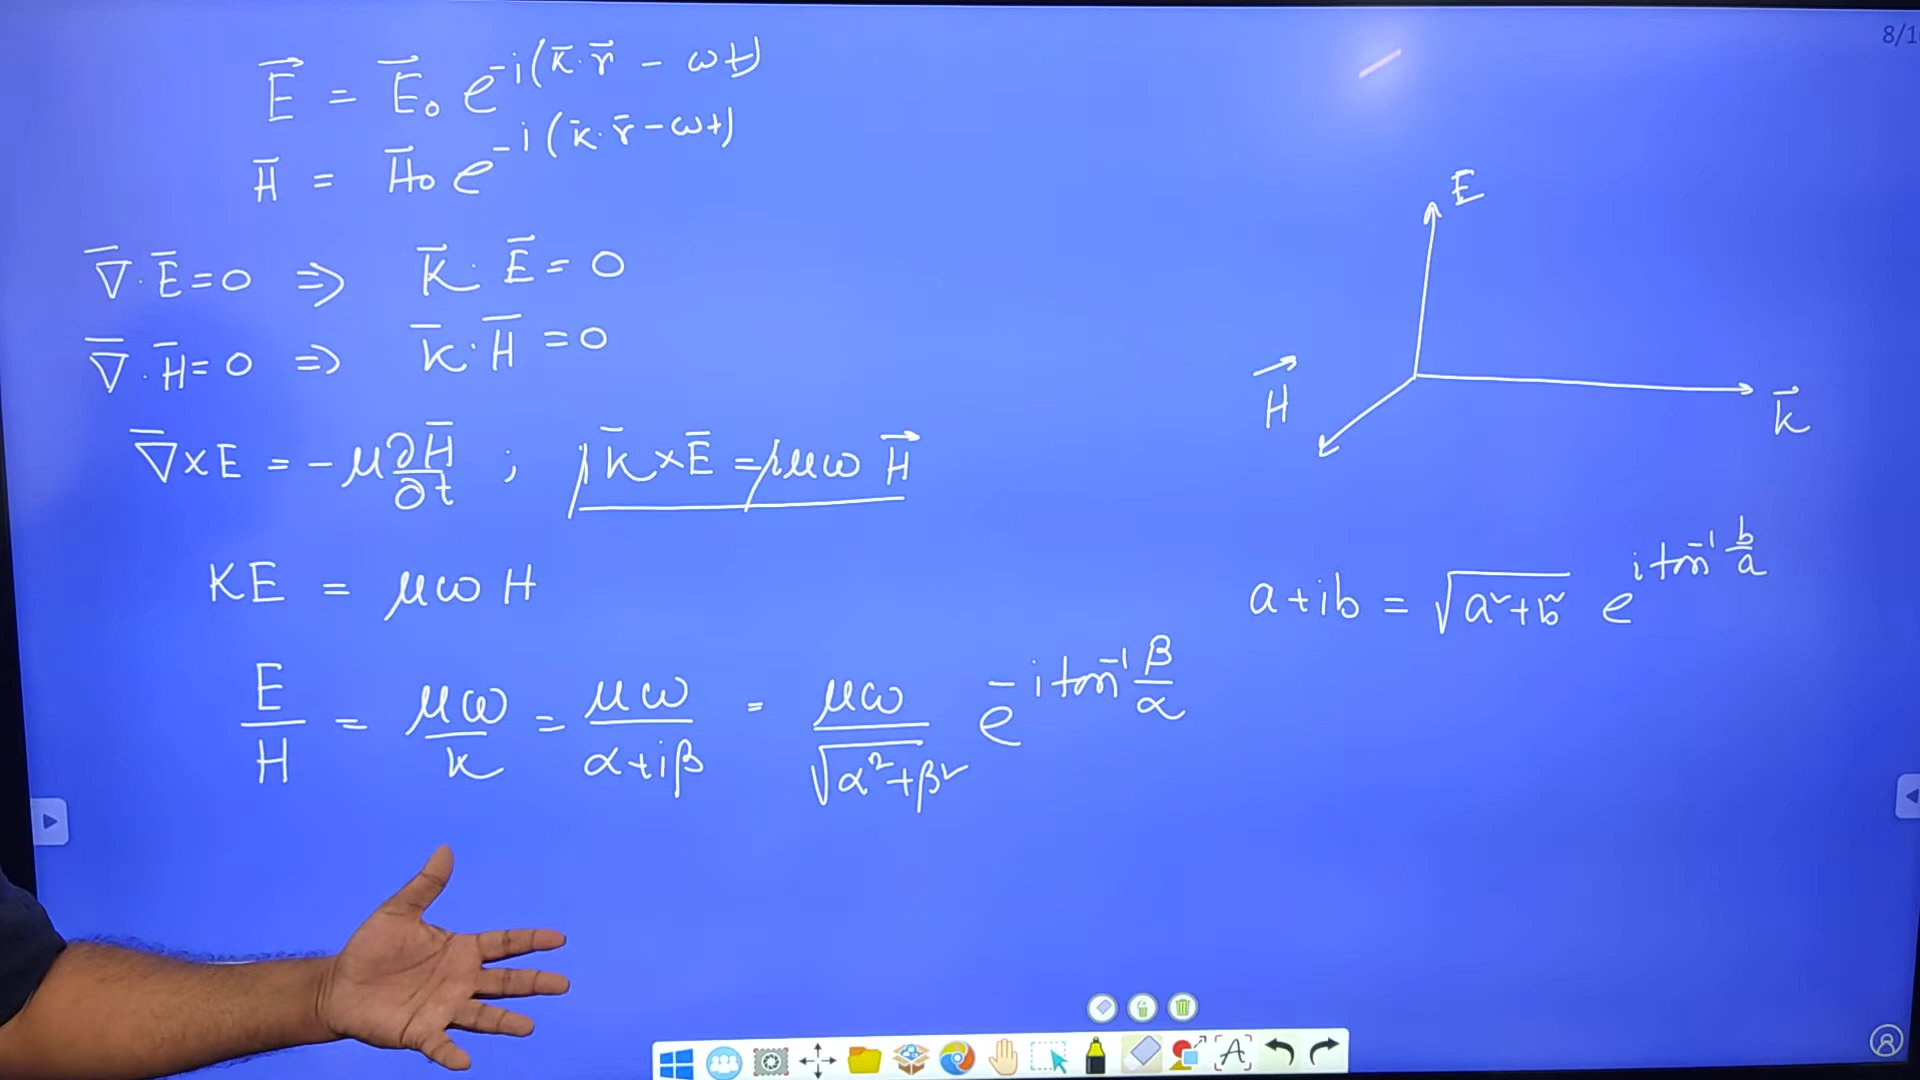 8/1
E⃗ = E⃗₀ e^{-i(k̄·r̄ - ωt)}
H̄ = H̄₀ e^{-i(k̄·r̄ - ωt)}
∇̄·Ē=0 ⇒ k̄·Ē=0
∇̄·H̄=0 ⇒ k̄·H̄=0
∇̄×E = -μ ∂H̄/∂t ; i k̄×Ē = i μω H⃗
KE = μω H
E/H = μω/k = μω/(α+iβ) = μω/√(α²+β²) e^{-i tan⁻¹ β/α}
E
H⃗
k⃗
a+ib = √(a²+b²) e^{i tan⁻¹ b/a}
A